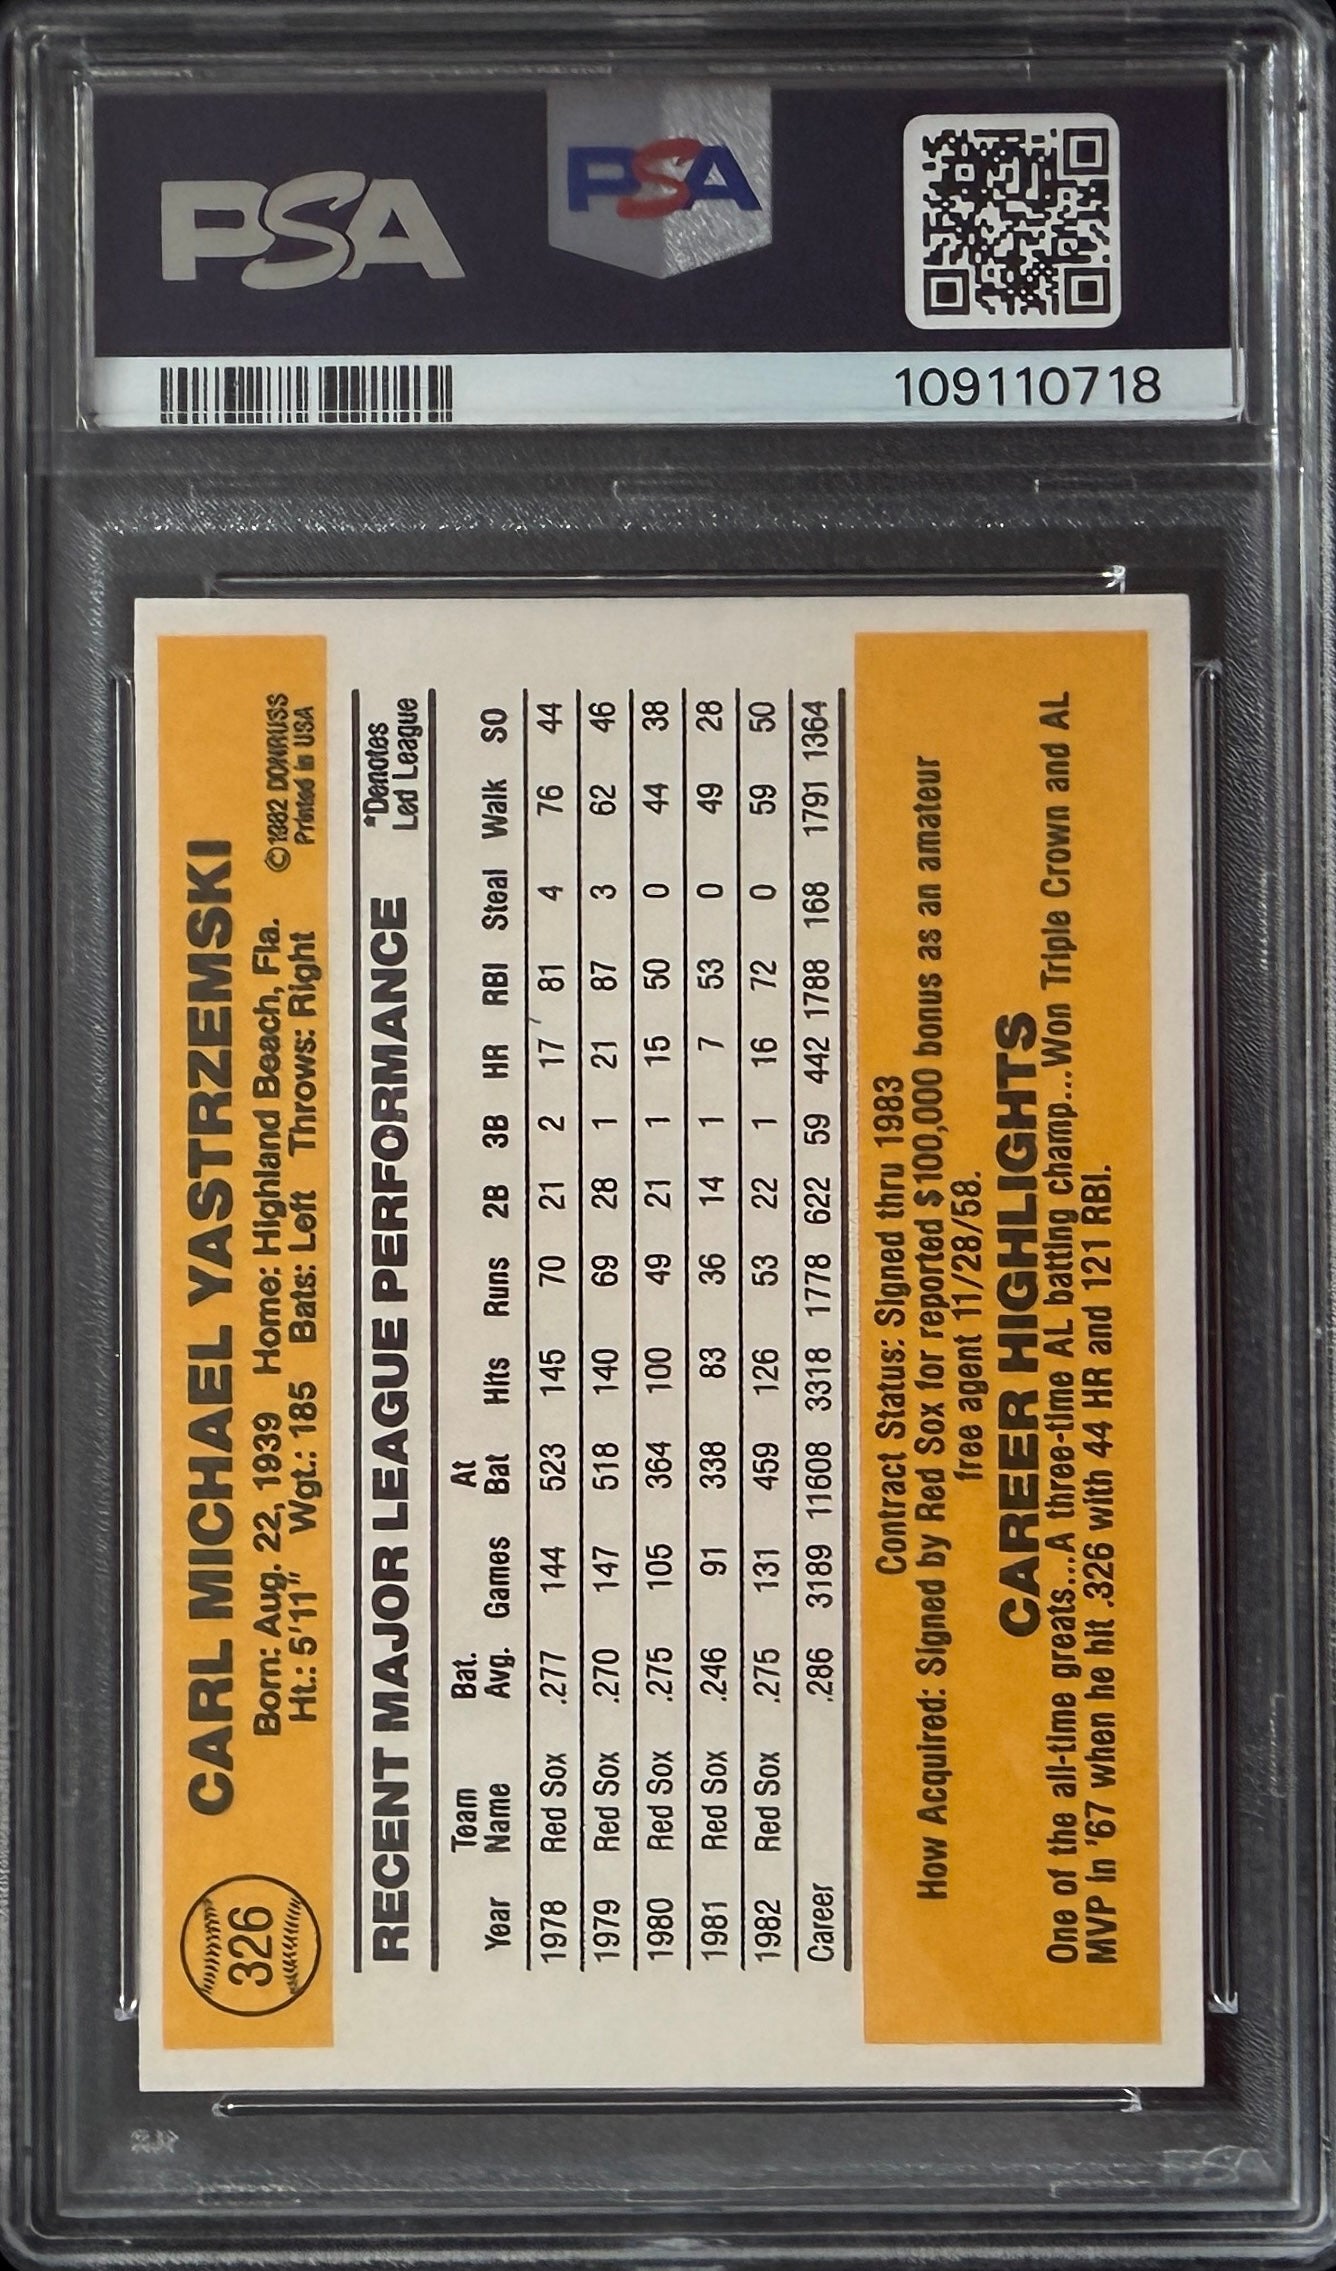 PSA
PSA
109110718
326
CARL MICHAEL YASTRZEMSKI
Born: Aug. 22, 1939 Home: Highland Beach, Fla. ©1982 DONRUSS
Ht.: 5'11" Wgt.: 185 Bats: Left Throws: Right Printed in USA
RECENT MAJOR LEAGUE PERFORMANCE *Denotes Led League
Year Team Name Bat. Avg. Games At Bat Hits Runs 2B 3B HR RBI Steal Walk SO
1978 Red Sox .277 144 523 145 70 21 2 17 81 4 76 44
1979 Red Sox .270 147 518 140 69 28 1 21 87 3 62 46
1980 Red Sox .275 105 364 100 49 21 1 15 50 0 44 38
1981 Red Sox .246 91 338 83 36 14 1 7 53 0 49 28
1982 Red Sox .275 131 459 126 53 22 1 16 72 0 59 50
Career .286 3189 11608 3318 1778 622 59 442 1788 168 1791 1364
Contract Status: Signed thru 1983
How Acquired: Signed by Red Sox for reported $100,000 bonus as an amateur
free agent 11/28/58.
CAREER HIGHLIGHTS
One of the all-time greats...A three-time AL batting champ...Won Triple Crown and AL
MVP in '67 when he hit .326 with 44 HR and 121 RBI.
PSA